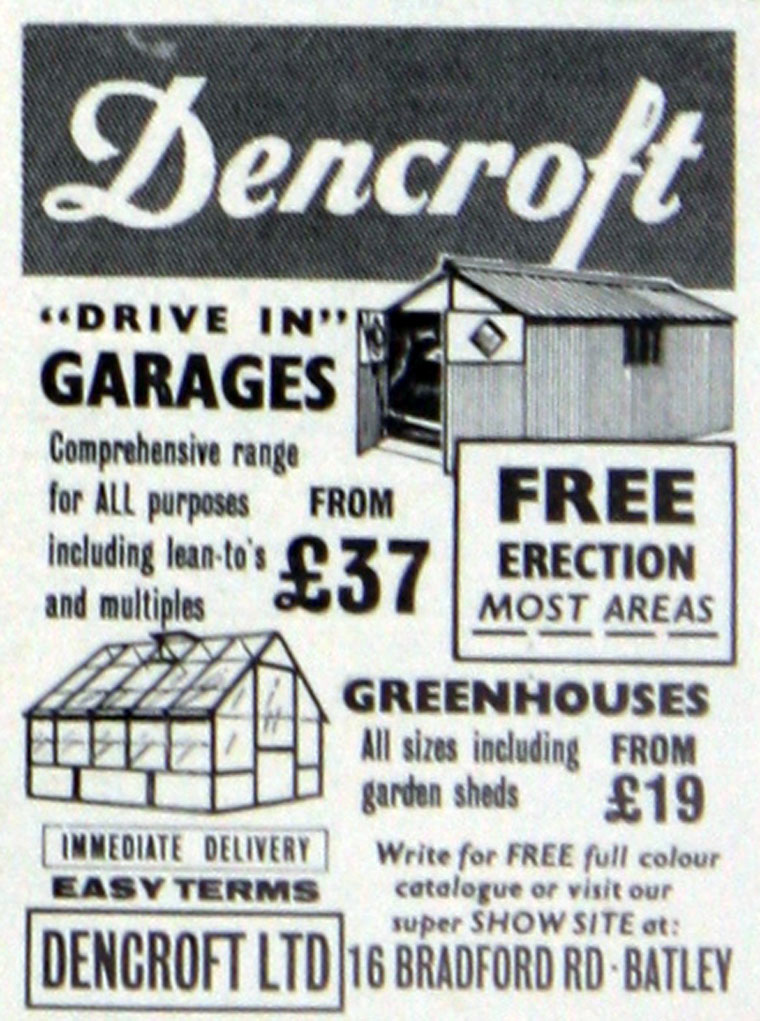 Dencroft
"DRIVE IN"
GARAGES
Comprehensive range
for ALL purposes
including lean-to's
and multiples
FROM
£37
FREE
ERECTION
MOST AREAS
GREENHOUSES
All sizes including
garden sheds
FROM
£19
IMMEDIATE DELIVERY
EASY TERMS
Write for FREE full colour
catalogue or visit our
super SHOW SITE at:
DENCROFT LTD
16 BRADFORD RD · BATLEY